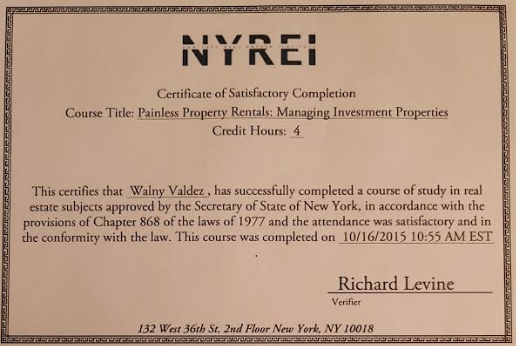 NYREI
Certificate of Satisfactory Completion
Course Title: Painless Property Rentals: Managing Investment Properties
Credit Hours: 4
This certifies that Walny Valdez, has successfully completed a course of study in real
estate subjects approved by the Secretary of State of New York, in accordance with the
provisions of Chapter 868 of the laws of 1977 and the attendance was satisfactory and in
the conformity with the law. This course was completed on 10/16/2015 10:55 AM EST
Richard Levine
Verifier
132 West 36th St. 2nd Floor New York, NY 10018